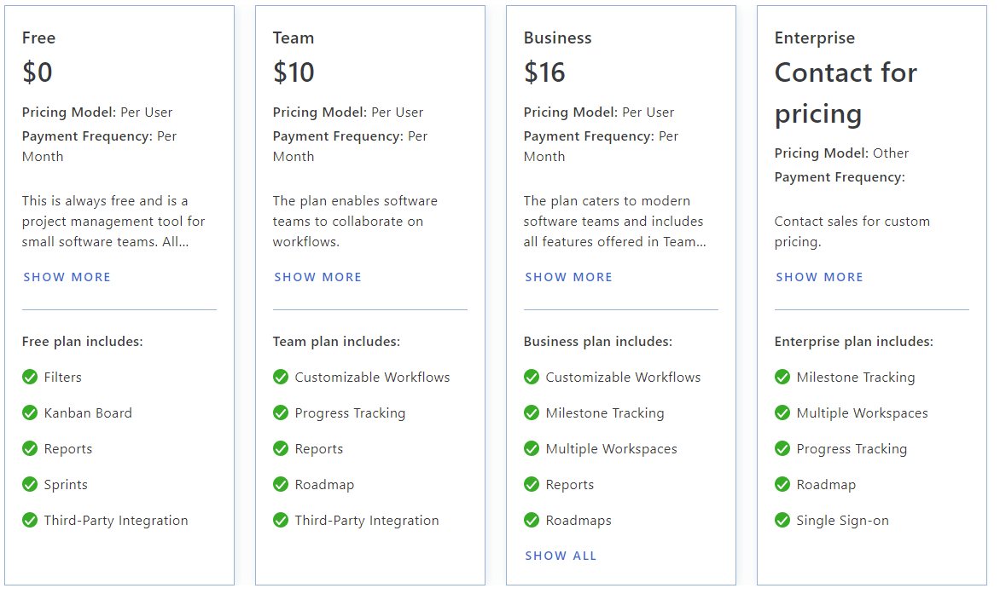 Free
$0
Pricing Model: Per User
Payment Frequency: Per
Month
This is always free and is a
project management tool for
small software teams. All...
SHOW MORE
Free plan includes:
Filters
Kanban Board
Reports
Sprints
Third-Party Integration
Team
$10
Pricing Model: Per User
Payment Frequency: Per
Month
The plan enables software
teams to collaborate on
workflows.
SHOW MORE
Team plan includes:
Customizable Workflows
Progress Tracking
Reports
Roadmap
Third-Party Integration
Business
$16
Pricing Model: Per User
Payment Frequency: Per
Month
The plan caters to modern
software teams and includes
all features offered in Team...
SHOW MORE
Business plan includes:
Customizable Workflows
Milestone Tracking
Multiple Workspaces
Reports
Roadmaps
SHOW ALL
Enterprise
Contact for
pricing
Pricing Model: Other
Payment Frequency:
Contact sales for custom
pricing.
SHOW MORE
Enterprise plan includes:
Milestone Tracking
Multiple Workspaces
Progress Tracking
Roadmap
Single Sign-on